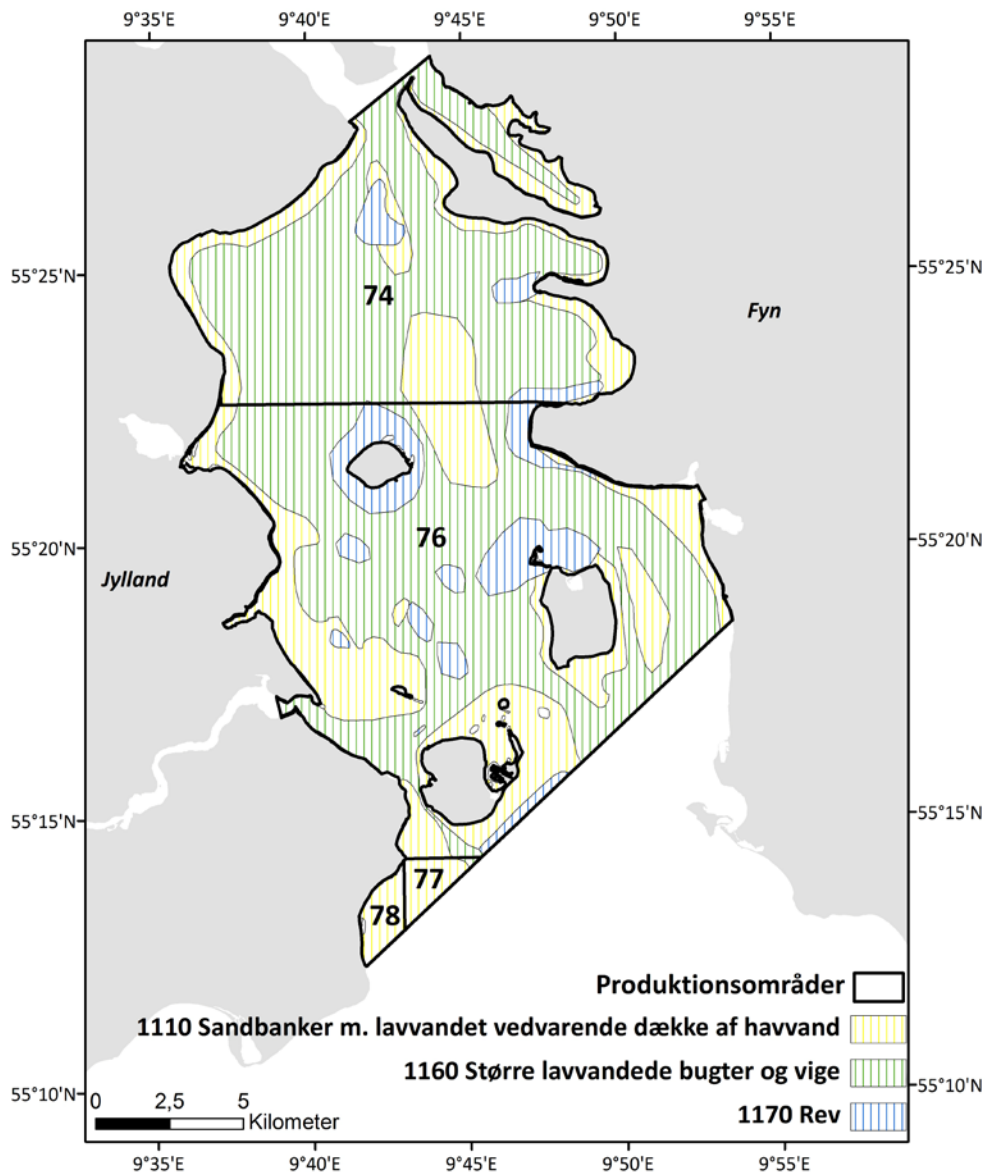 9°35'E 9°40'E 9°45'E 9°50'E 9°55'E
55°25'N 55°25'N
74
Fyn
76
55°20'N 55°20'N
Jylland
55°15'N 55°15'N
77
78
Produktionsområder
1110 Sandbanker m. lavvandet vedvarende dække af havvand
1160 Større lavvandede bugter og vige
1170 Rev
55°10'N 55°10'N
0 2,5 5
Kilometer
9°35'E 9°40'E 9°45'E 9°50'E 9°55'E